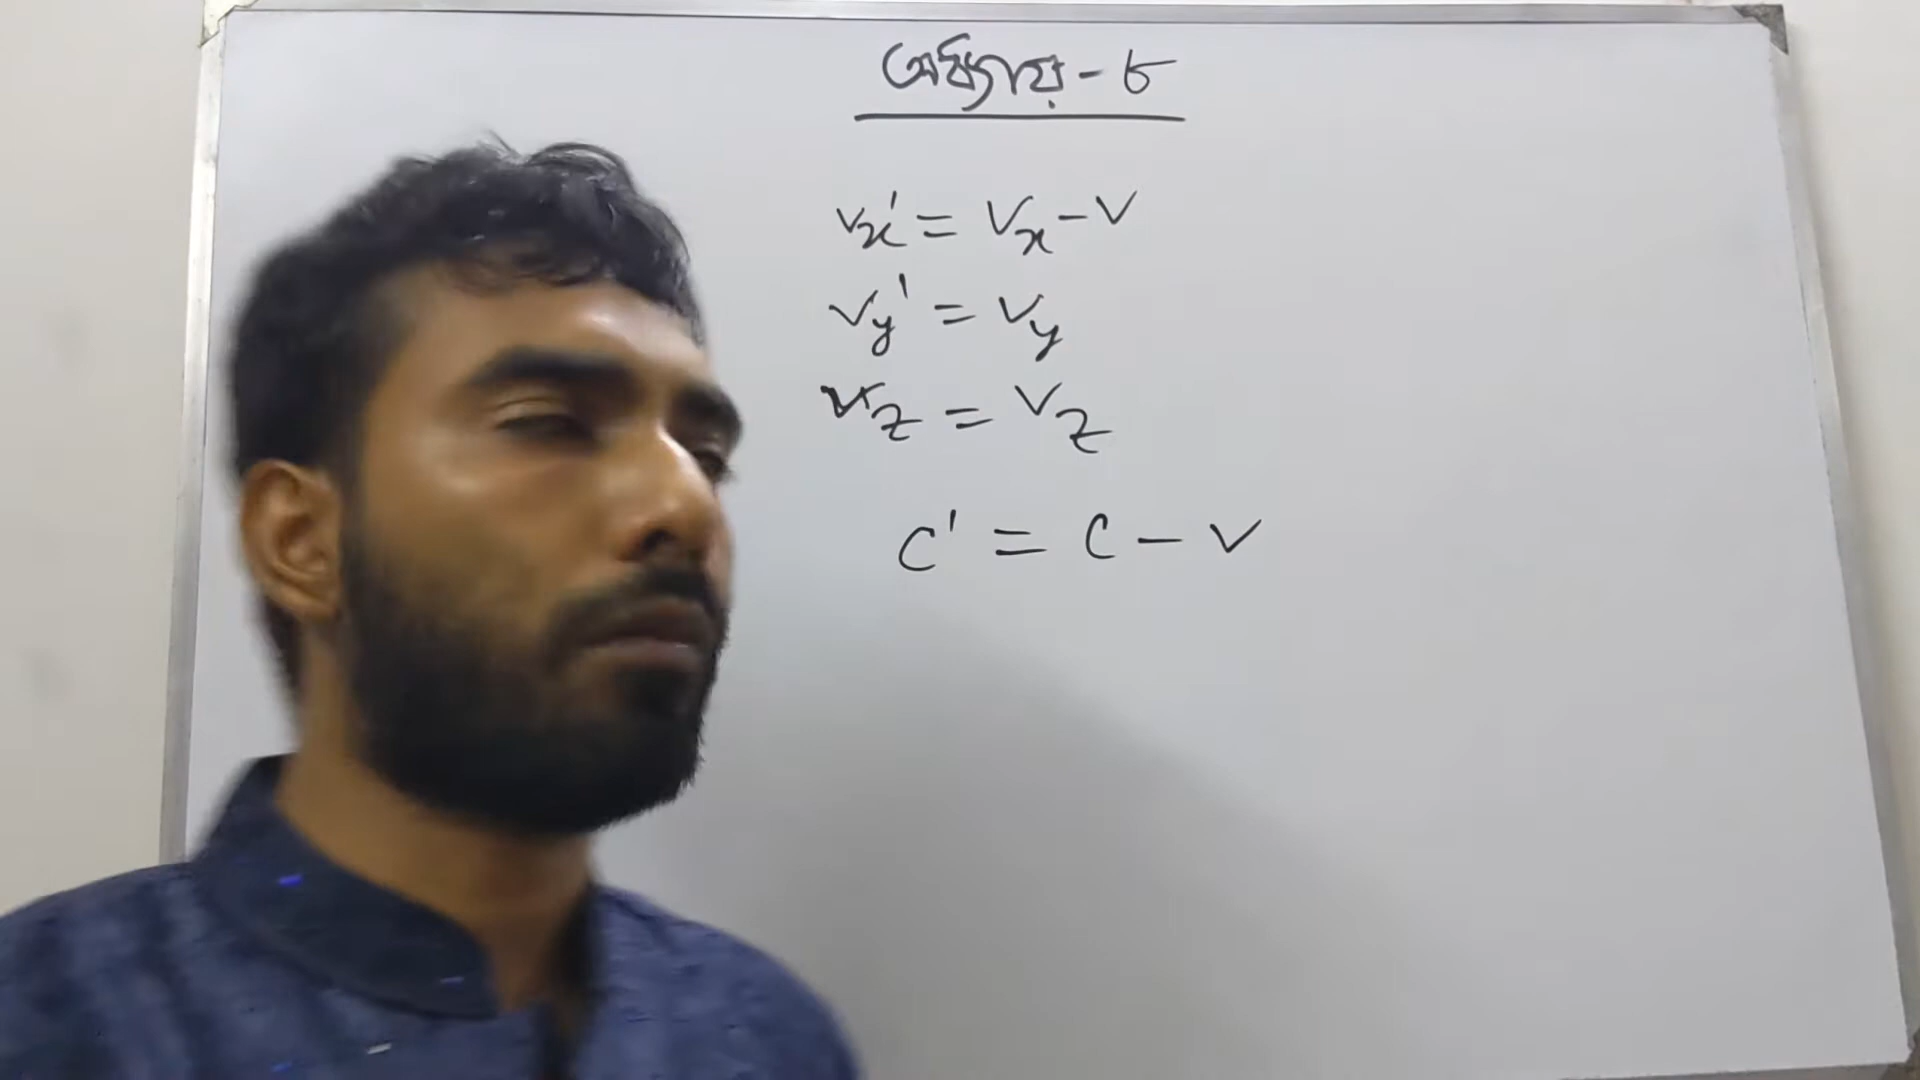 অধ্যায় - ৮
Vx' = Vx - V
Vy' = Vy
Vz = Vz
C' = C - V